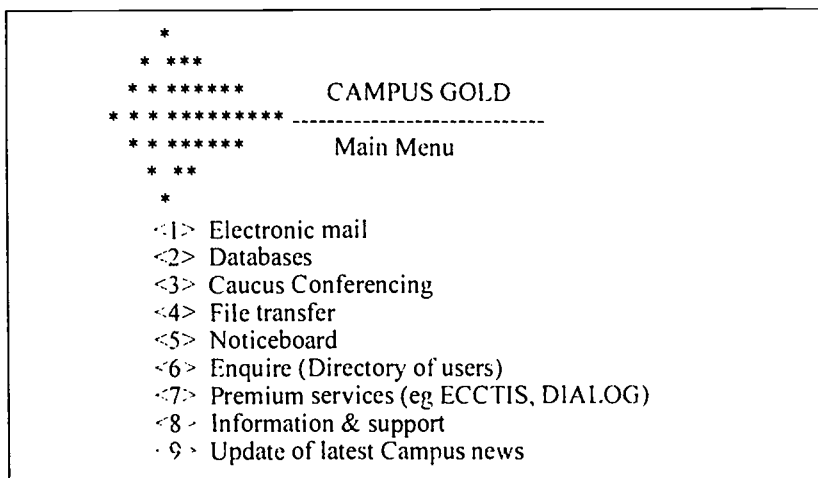 *
* ***
* * *******
CAMPUS GOLD
* * * ********** ----------------------------
* * *******
Main Menu
* **
*
<1> Electronic mail
<2> Databases
<3> Caucus Conferencing
<4> File transfer
<5> Noticeboard
<6> Enquire (Directory of users)
<7> Premium services (eg ECCTIS, DIALOG)
<8> Information & support
<9> Update of latest Campus news